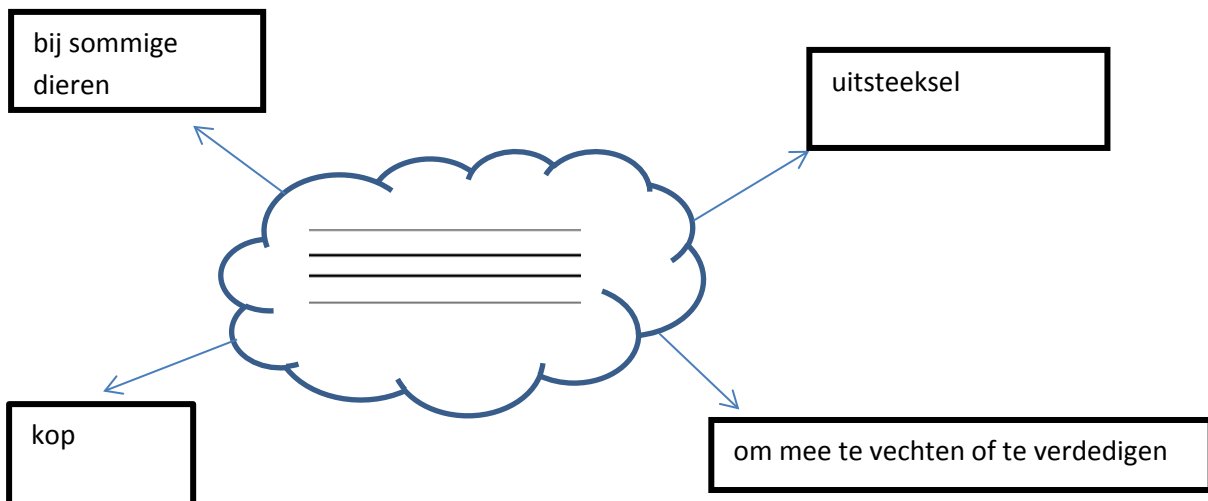 bij sommige
dieren
uitsteeksel
kop
om mee te vechten of te verdedigen